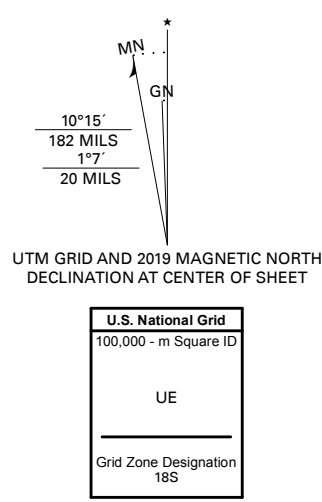 ★
MN
GN
10°15´
182 MILS
1°7´
20 MILS
UTM GRID AND 2019 MAGNETIC NORTH
DECLINATION AT CENTER OF SHEET
U.S. National Grid
100,000 - m Square ID
UE
Grid Zone Designation
18S